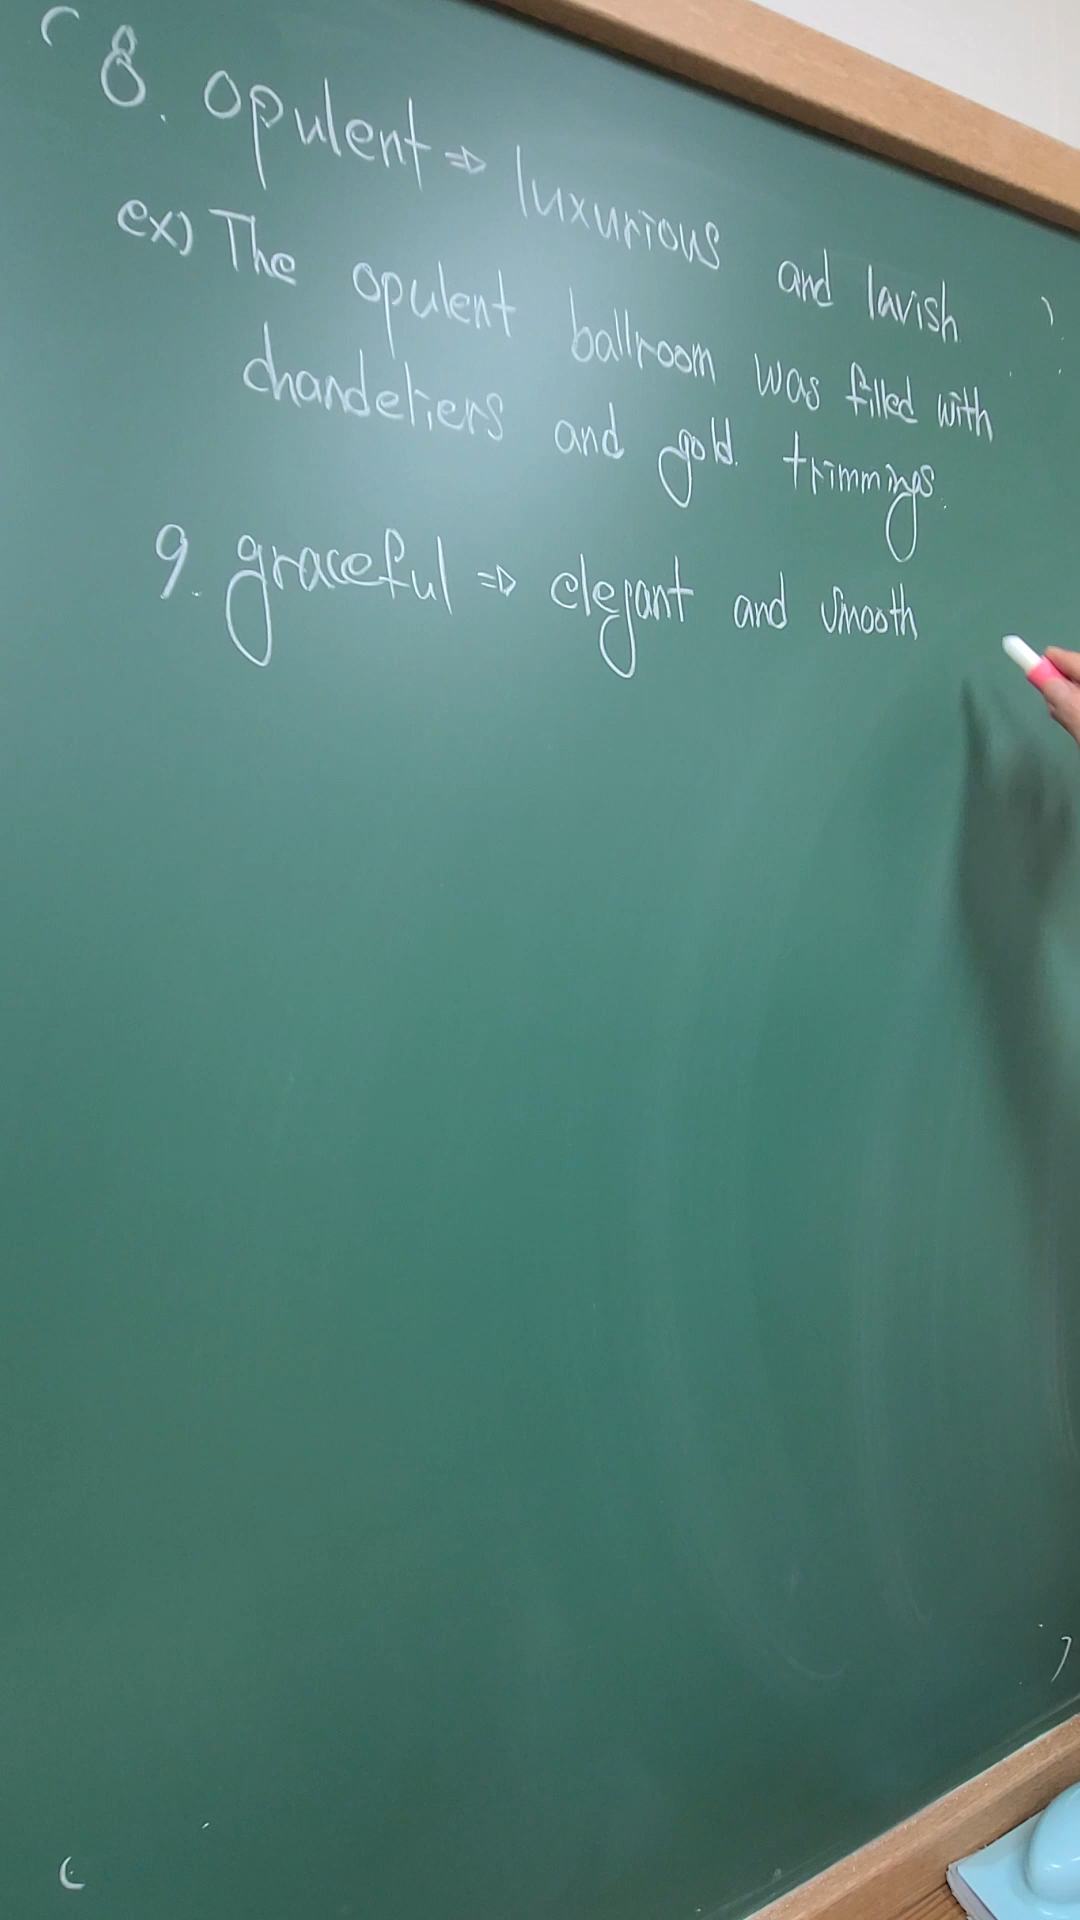 8. opulent ⇒ luxurious and lavish
ex) The opulent ballroom was filled with
chandeliers and gold trimmings.
9. graceful ⇒ elegant and smooth